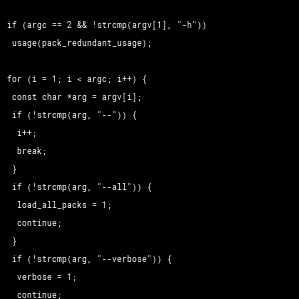 if (argc == 2 && !strcmp(argv[1], "-h"))
usage(pack_redundant_usage);
for (i = 1; i < argc; i++) {
const char *arg = argv[i];
if (!strcmp(arg, "--")) {
i++;
break;
}
if (!strcmp(arg, "--all")) {
load_all_packs = 1;
continue;
}
if (!strcmp(arg, "--verbose")) {
verbose = 1;
continue;